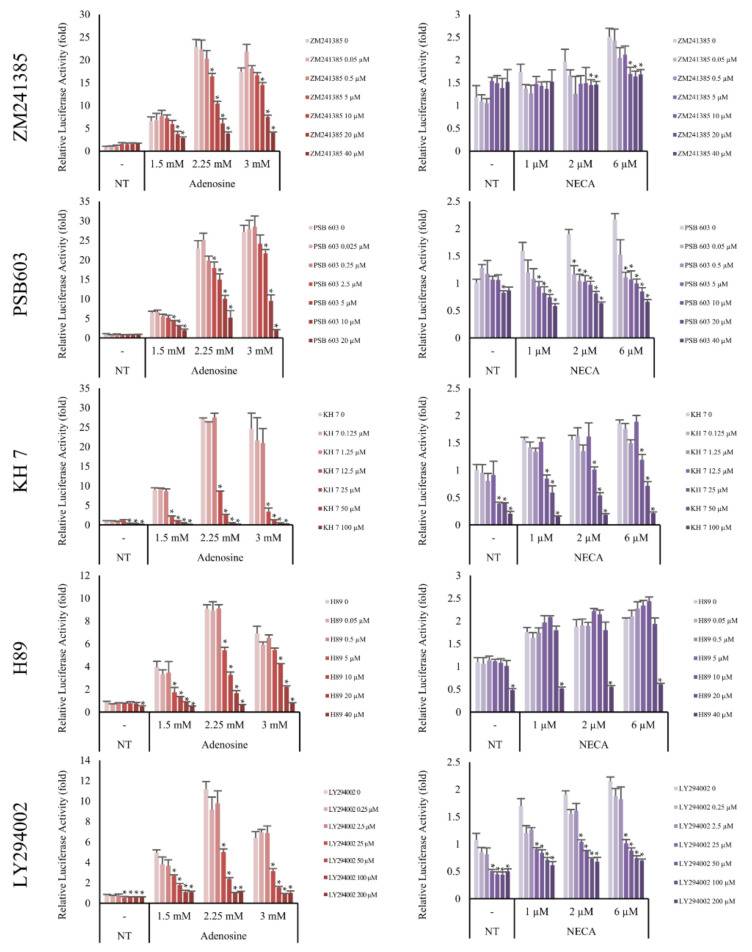 ZM241385
Relative Luciferase Activity (fold)
30
25
20
15
10
5
0
-
1.5 mM
2.25 mM
3 mM
NT
Adenosine
ZM241385 0
ZM241385 0.05 µM
ZM241385 0.5 µM
ZM241385 5 µM
ZM241385 10 µM
ZM241385 20 µM
ZM241385 40 µM
Relative Luciferase Activity (fold)
3
2.5
2
1.5
1
0.5
0
-
1 µM
2 µM
6 µM
NT
NECA
ZM241385 0
ZM241385 0.05 µM
ZM241385 0.5 µM
ZM241385 5 µM
ZM241385 10 µM
ZM241385 20 µM
ZM241385 40 µM
PSB603
Relative Luciferase Activity (fold)
35
30
25
20
15
10
5
0
-
1.5 mM
2.25 mM
3 mM
NT
Adenosine
PSB 603 0
PSB 603 0.025 µM
PSB 603 0.25 µM
PSB 603 2.5 µM
PSB 603 5 µM
PSB 603 10 µM
PSB 603 20 µM
Relative Luciferase Activity (fold)
2.5
2
1.5
1
0.5
0
-
1 µM
2 µM
6 µM
NT
NECA
PSB 603 0
PSB 603 0.05 µM
PSB 603 0.5 µM
PSB 603 5 µM
PSB 603 10 µM
PSB 603 20 µM
PSB 603 40 µM
KH 7
Relative Luciferase Activity (fold)
35
30
25
20
15
10
5
0
-
1.5 mM
2.25 mM
3 mM
NT
Adenosine
KH 7 0
KH 7 0.125 µM
KH 7 1.25 µM
KH 7 12.5 µM
KH 7 25 µM
KH 7 50 µM
KH 7 100 µM
Relative Luciferase Activity (fold)
2.5
2
1.5
1
0.5
0
-
1 µM
2 µM
6 µM
NT
NECA
KH 7 0
KH 7 0.125 µM
KH 7 1.25 µM
KH 7 12.5 µM
KH 7 25 µM
KH 7 50 µM
KH 7 100 µM
H89
Relative Luciferase Activity (fold)
12
10
8
6
4
2
0
-
1.5 mM
2.25 mM
3 mM
NT
Adenosine
H89 0
H89 0.05 µM
H89 0.5 µM
H89 5 µM
H89 10 µM
H89 20 µM
H89 40 µM
Relative Luciferase Activity (fold)
3
2.5
2
1.5
1
0.5
0
-
1 µM
2 µM
6 µM
NT
NECA
H89 0
H89 0.05 µM
H89 0.5 µM
H89 5 µM
H89 10 µM
H89 20 µM
H89 40 µM
LY294002
Relative Luciferase Activity (fold)
14
12
10
8
6
4
2
0
-
1.5 mM
2.25 mM
3 mM
NT
Adenosine
LY294002 0
LY294002 0.25 µM
LY294002 2.5 µM
LY294002 25 µM
LY294002 50 µM
LY294002 100 µM
LY294002 200 µM
Relative Luciferase Activity (fold)
2.5
2
1.5
1
0.5
0
-
1 µM
2 µM
6 µM
NT
NECA
LY294002 0
LY294002 0.25 µM
LY294002 2.5 µM
LY294002 25 µM
LY294002 50 µM
LY294002 100 µM
LY294002 200 µM